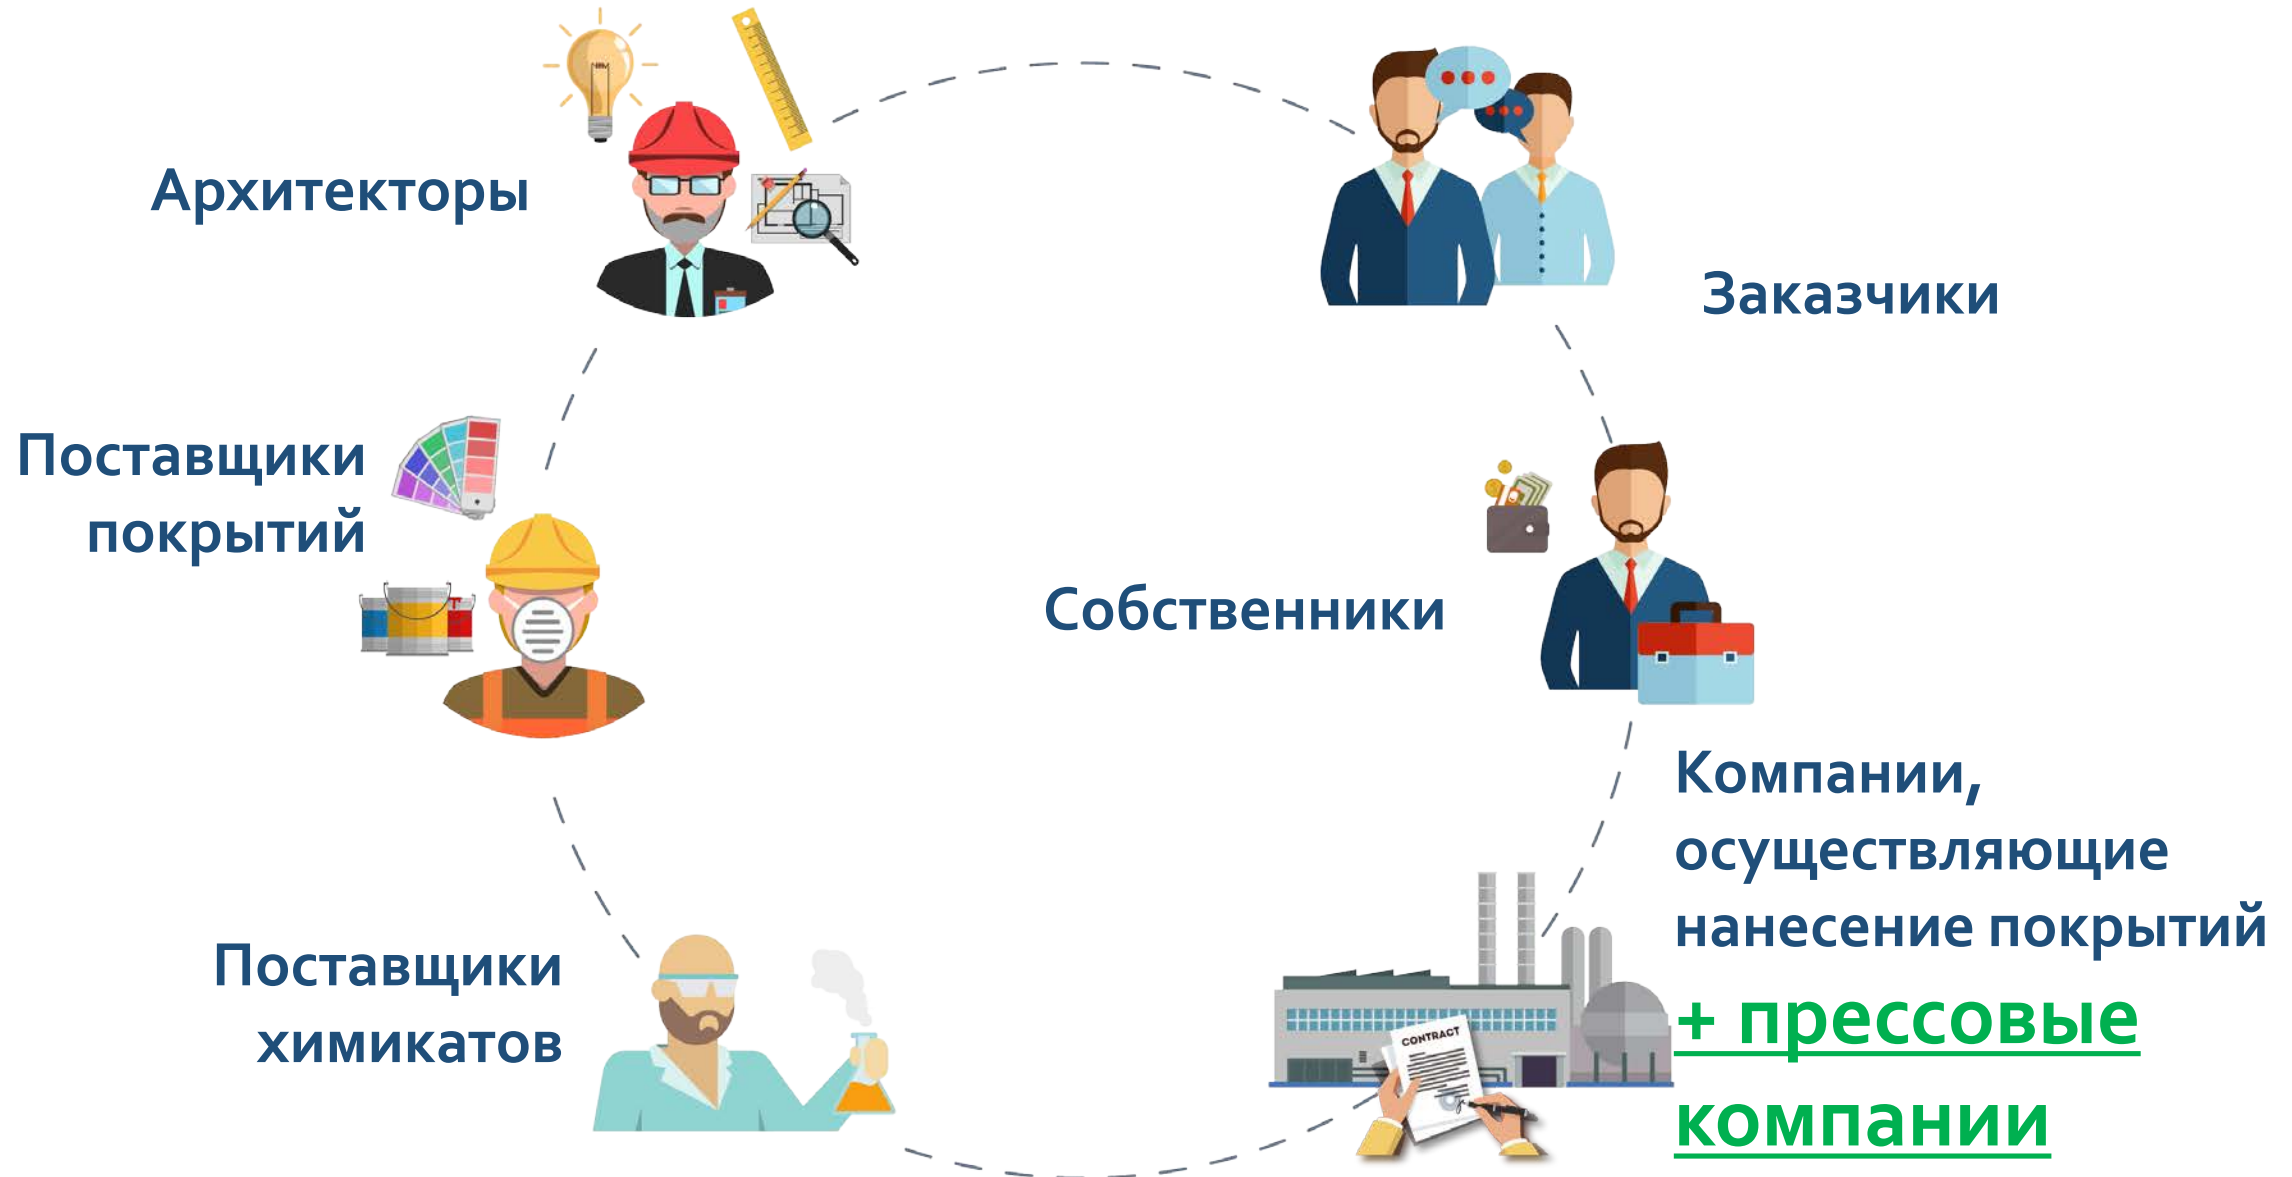 Архитекторы
Заказчики
Поставщики
покрытий
Собственники
Компании,
осуществляющие
нанесение покрытий
+ прессовые
компании
CONTRACT
Поставщики
химикатов